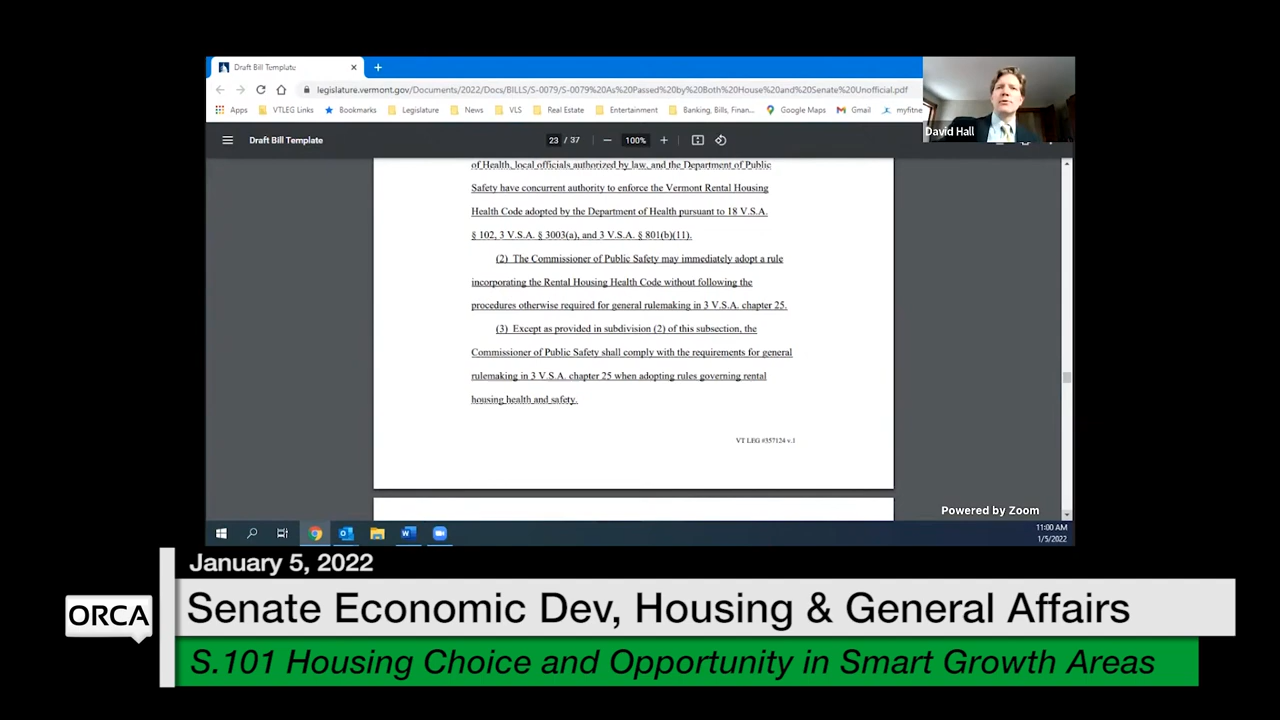 Draft Bill Template
legislature.vermont.gov/Documents/2022/Docs/BILLS/S-0079/S-0079%20As%20Passed%20by%20Both%20House%20and%20Senate%20Unofficial.pdf
Apps VTLEG Links Bookmarks Legislature News VLS Real Estate Entertainment Banking, Bills, Finan... Google Maps Gmail myfitne
David Hall
Draft Bill Template 23 / 37 100%
of Health, local officials authorized by law, and the Department of Public
Safety have concurrent authority to enforce the Vermont Rental Housing
Health Code adopted by the Department of Health pursuant to 18 V.S.A.
§ 102, 3 V.S.A. § 3003(a), and 3 V.S.A. § 801(b)(11).
(2) The Commissioner of Public Safety may immediately adopt a rule
incorporating the Rental Housing Health Code without following the
procedures otherwise required for general rulemaking in 3 V.S.A. chapter 25.
(3) Except as provided in subdivision (2) of this subsection, the
Commissioner of Public Safety shall comply with the requirements for general
rulemaking in 3 V.S.A. chapter 25 when adopting rules governing rental
housing health and safety.
VT LEG #357124 v.1
Powered by Zoom
11:00 AM
1/5/2022
January 5, 2022
ORCA
Senate Economic Dev, Housing & General Affairs
S.101 Housing Choice and Opportunity in Smart Growth Areas